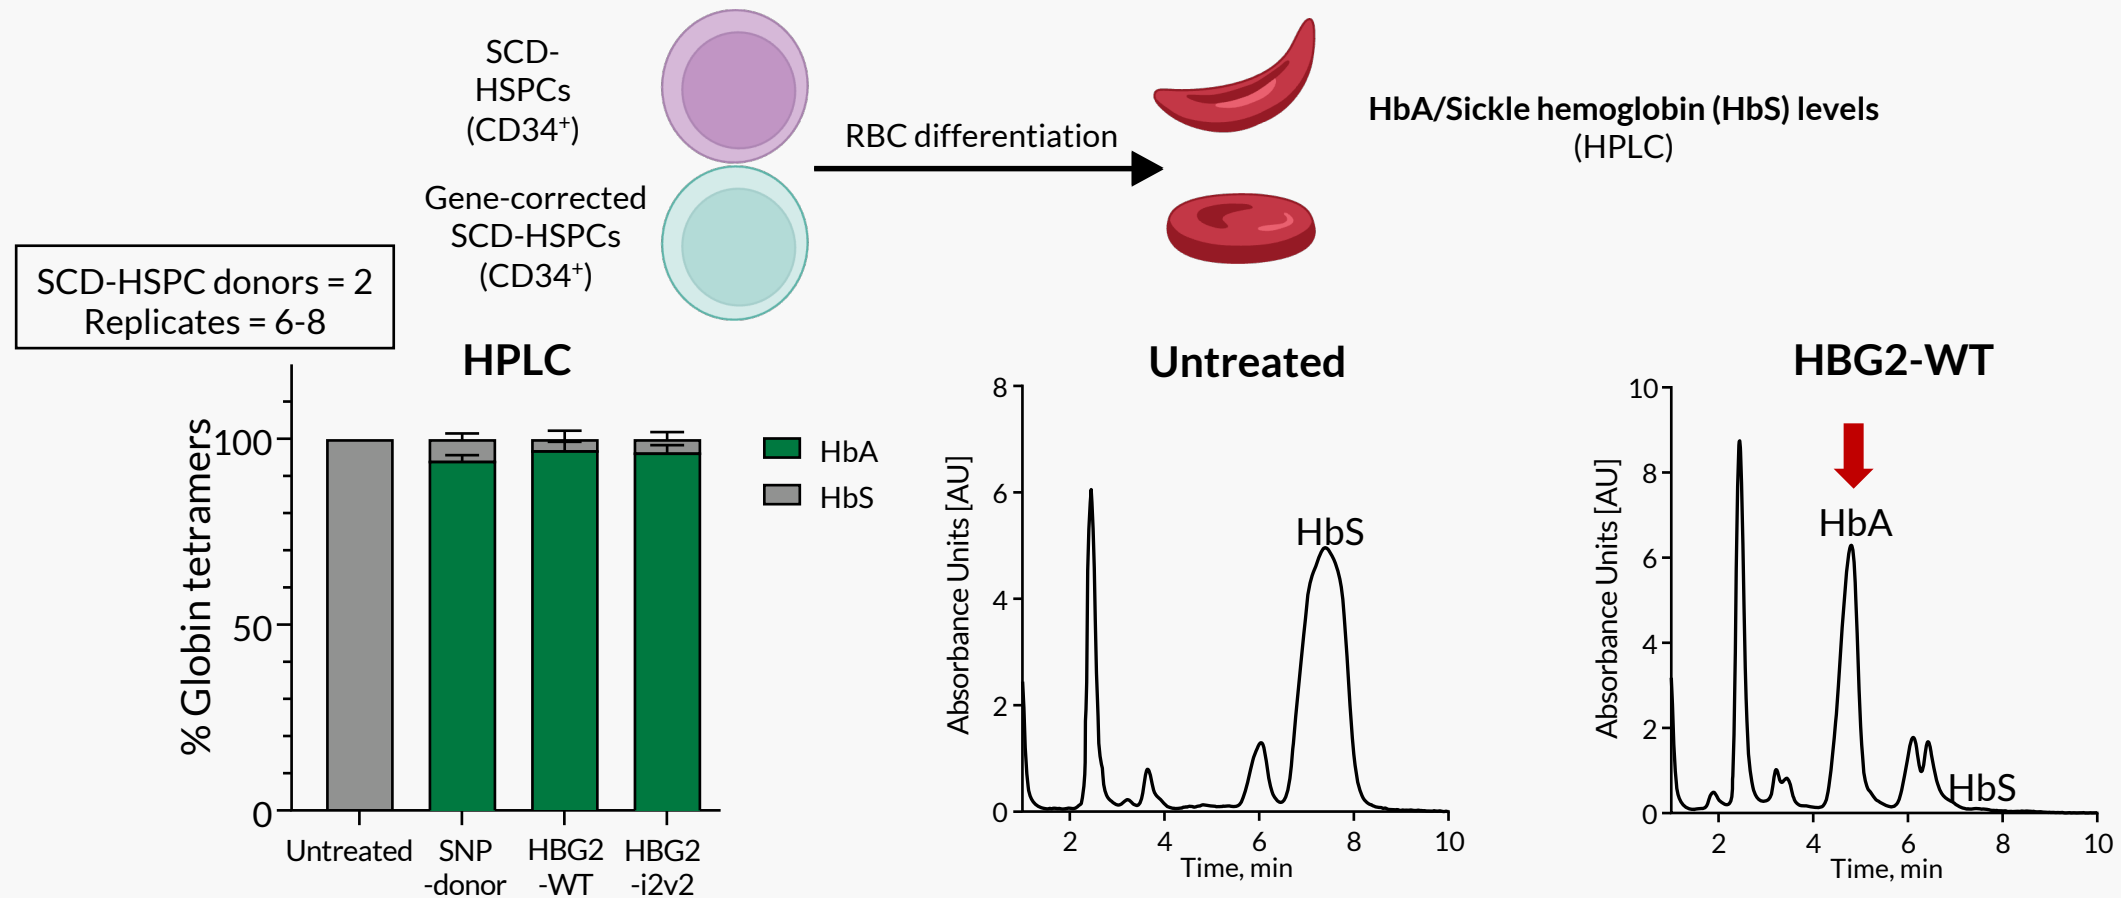 SCD-
HSPCs
(CD34⁺)
Gene-corrected
SCD-HSPCs
(CD34⁺)
RBC differentiation
HbA/Sickle hemoglobin (HbS) levels
(HPLC)
SCD-HSPC donors = 2
Replicates = 6-8
HPLC
% Globin tetramers
100
50
0
Untreated
SNP
-donor
HBG2
-WT
HBG2
-i2v2
HbA
HbS
Untreated
Absorbance Units [AU]
8
6
4
2
0
HbS
2 4 6 8 10
Time, min
HBG2-WT
Absorbance Units [AU]
10
8
6
4
2
0
HbA
HbS
2 4 6 8 10
Time, min